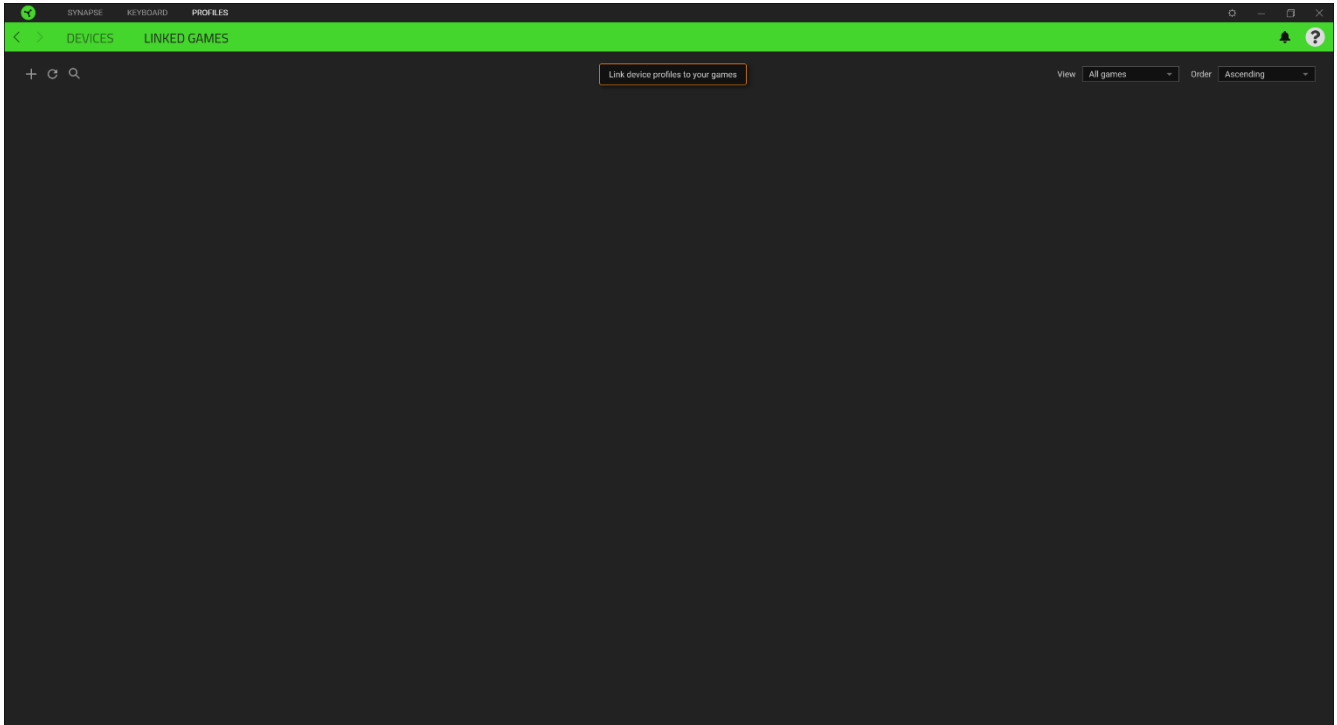 SYNAPSE KEYBOARD PROFILES
DEVICES LINKED GAMES ?
Link device profiles to your games View All games Order Ascending